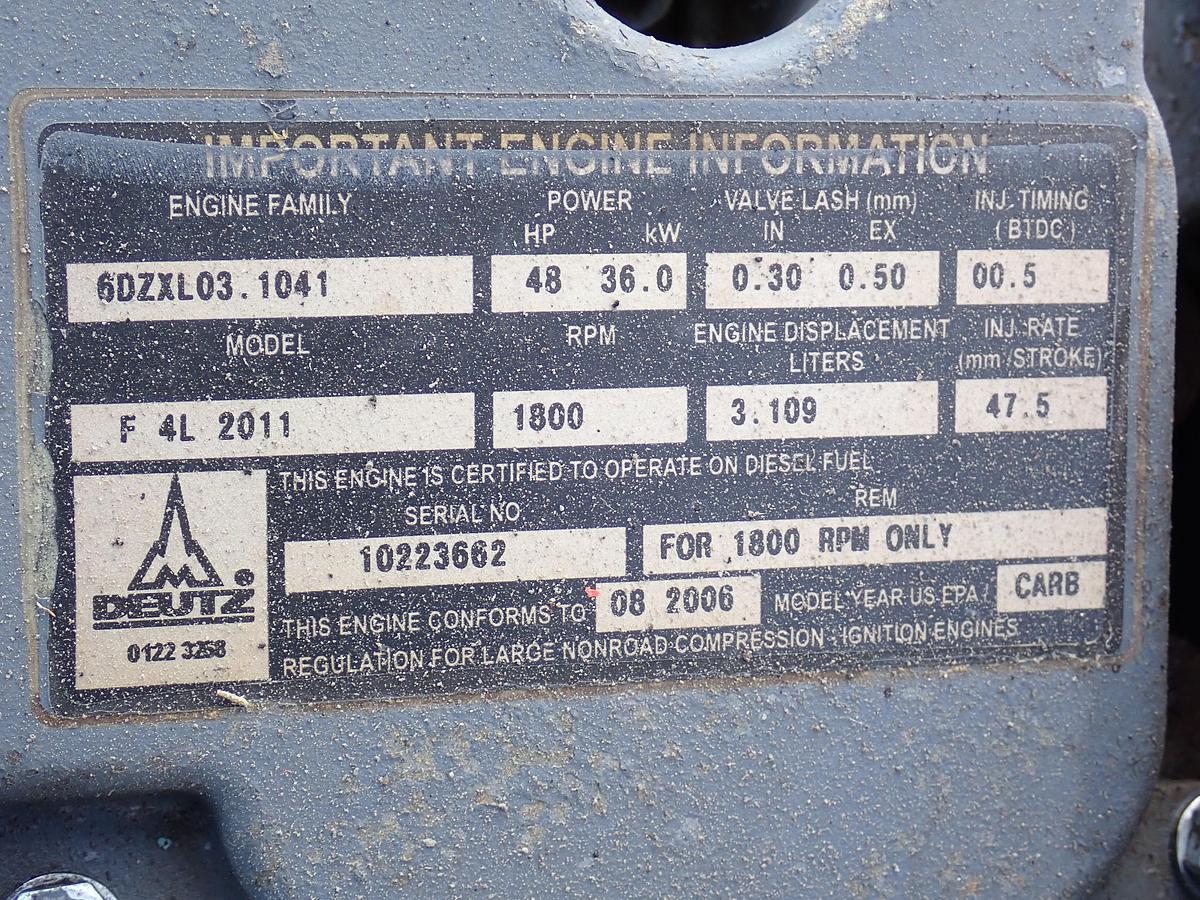 IMPORTANT ENGINE INFORMATION
ENGINE FAMILY POWER VALVE LASH (mm) INJ. TIMING
HP kW IN EX (BTDC)
6DZXL03.1041 48 36.0 0.30 0.50 00.5
MODEL RPM ENGINE DISPLACEMENT INJ. RATE
LITERS (mm /STROKE)
F 4L 2011 1800 3.109 47.5
THIS ENGINE IS CERTIFIED TO OPERATE ON DIESEL FUEL
SERIAL NO REM
10223662 FOR 1800 RPM ONLY
THIS ENGINE CONFORMS TO 08 2006 MODEL YEAR US EPA / CARB
REGULATION FOR LARGE NONROAD COMPRESSION - IGNITION ENGINES
DEUTZ®
0122 3268